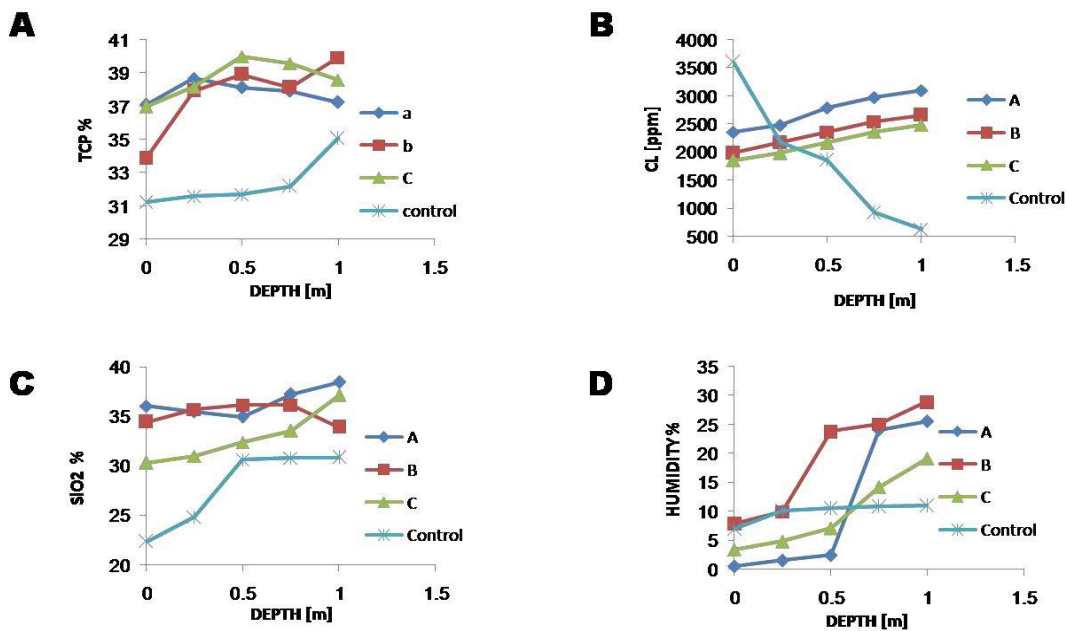 A
TCP %
41
39
37
35
33
31
29
0
0.5
1
1.5
DEPTH [m]
a
b
C
control
B
CL [ppm]
4000
3500
3000
2500
2000
1500
1000
500
0
0.5
1
1.5
DEPTH [m]
A
B
C
Control
C
SIO2 %
40
35
30
25
20
0
0.5
1
1.5
DEPTH [m]
A
B
C
Control
D
HUMIDITY%
35
30
25
20
15
10
5
0
0
0.5
1
1.5
DEPTH [m]
A
B
C
Control